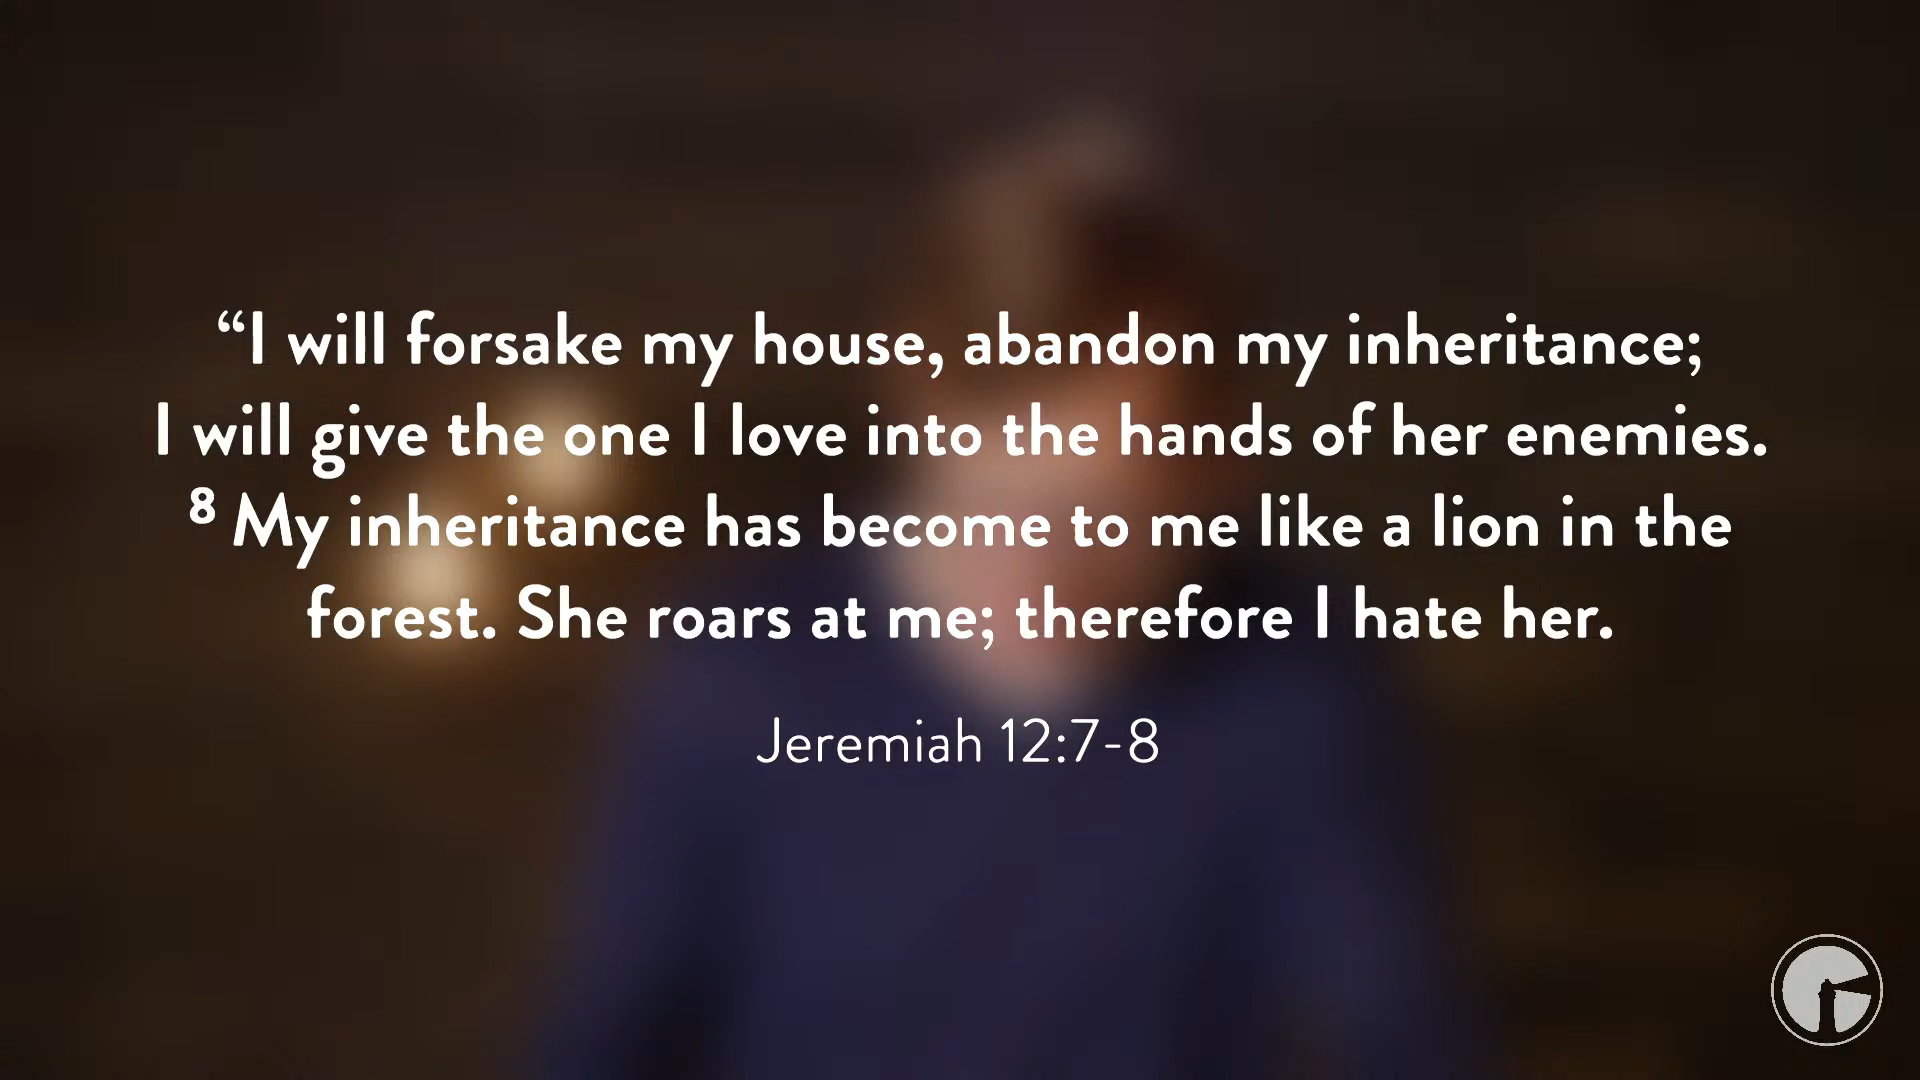 “I will forsake my house, abandon my inheritance;
I will give the one I love into the hands of her enemies.
⁸ My inheritance has become to me like a lion in the
forest. She roars at me; therefore I hate her.
Jeremiah 12:7-8